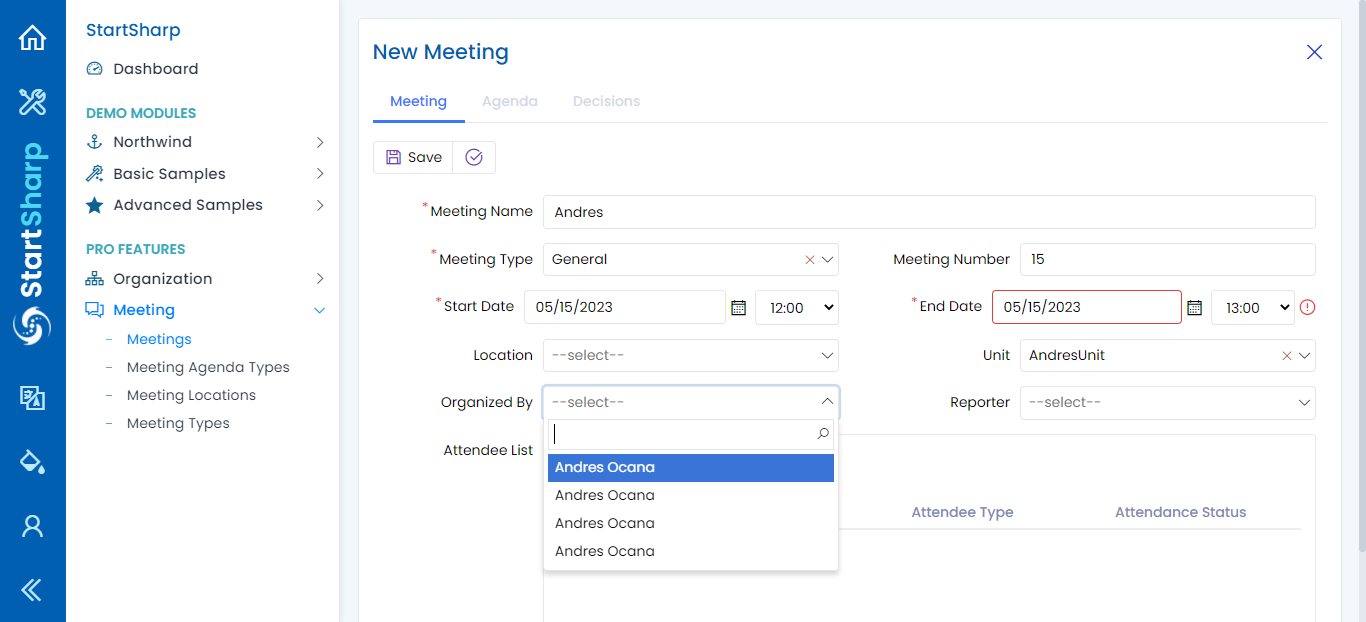 StartSharp
StartSharp
Dashboard
DEMO MODULES
Northwind
Basic Samples
Advanced Samples
PRO FEATURES
Organization
Meeting
Meetings
Meeting Agenda Types
Meeting Locations
Meeting Types
New Meeting
Meeting Agenda Decisions
Save
*Meeting Name Andres
*Meeting Type General Meeting Number 15
*Start Date 05/15/2023 12:00 *End Date 05/15/2023 13:00
Location --select-- Unit AndresUnit
Organized By --select-- Reporter --select--
Attendee List
Andres Ocana
Andres Ocana
Andres Ocana
Andres Ocana
Attendee Type Attendance Status